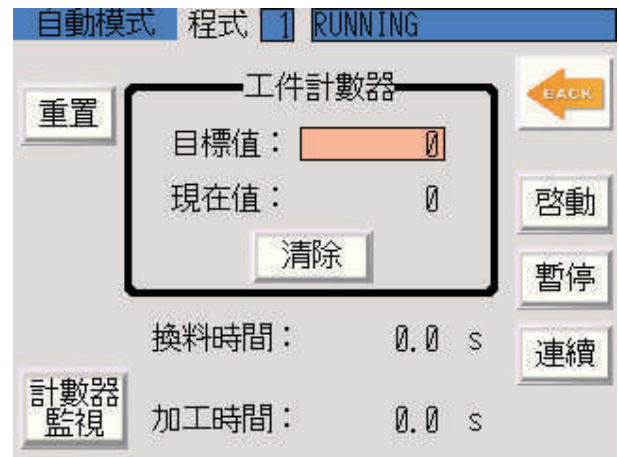 自動模式 程式 1 RUNNING
工件計數器
BACK
重置
目標值： 0
現在值： 0
啓動
清除
暫停
換料時間： 0.0 s
連續
計數器
監視
加工時間： 0.0 s